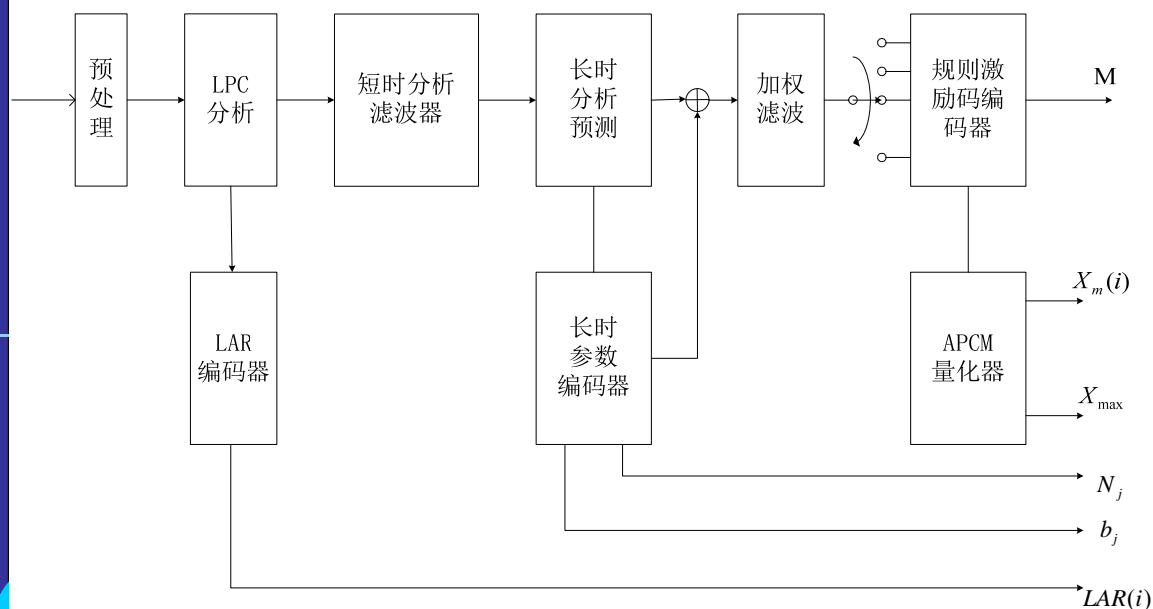 预
处
理
LPC
分析
短时分析
滤波器
长时
分析
预测
加权
滤波
规则激
励码编
码器
M
LAR
编码器
长时
参数
编码器
APCM
量化器
X_m(i)
X_max
N_j
b_j
LAR(i)